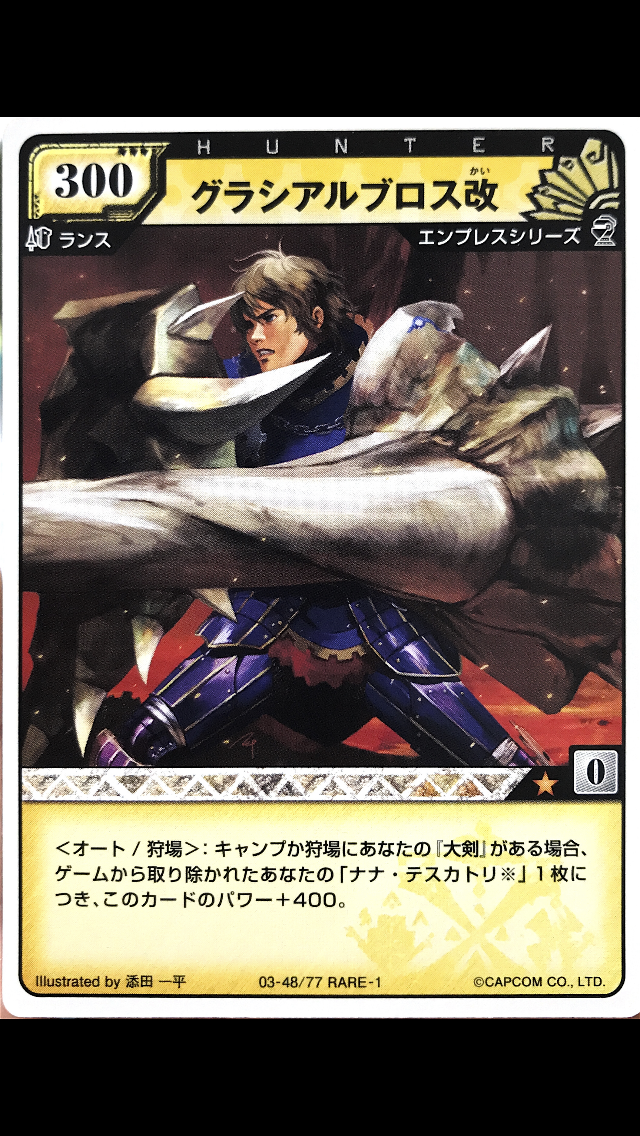 HUNTER
300
グラシアルブロス改
かい
ランス
エンプレスシリーズ
0
<オート / 狩場>:キャンプか狩場にあなたの『大剣』がある場合、
ゲームから取り除かれたあなたの「ナナ・テスカトリ※」1枚に
つき、このカードのパワー+400。
Illustrated by 添田 一平
03-48/77 RARE-1
©CAPCOM CO., LTD.